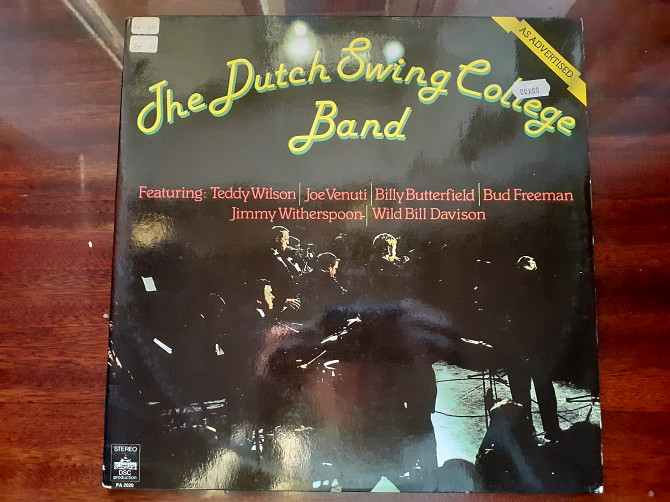 AS ADVERTISED
The Dutch Swing College
Band
Featuring: Teddy Wilson | Joe Venuti | Billy Butterfield | Bud Freeman
Jimmy Witherspoon | Wild Bill Davison
STEREO
DSC
production
PA 2020